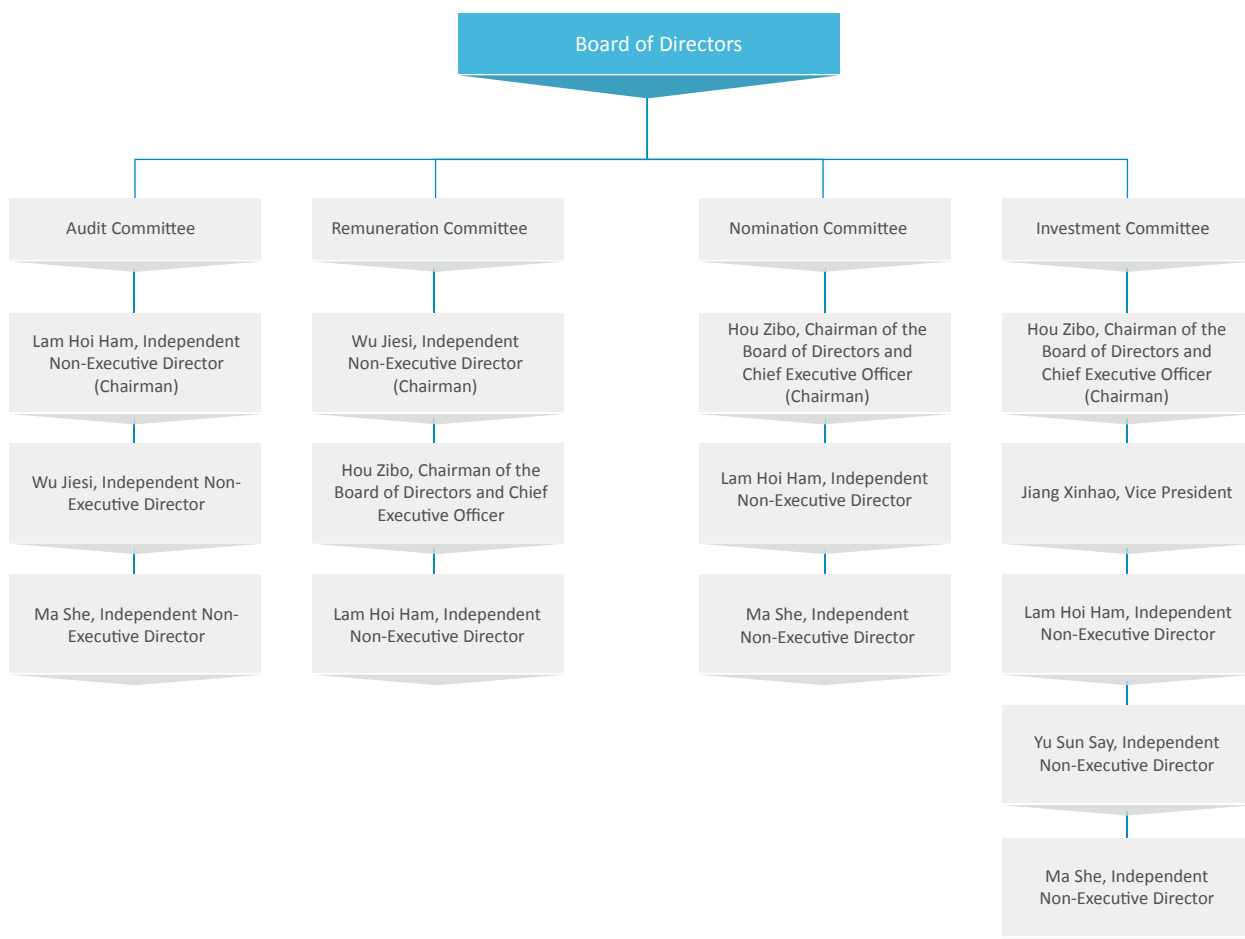 Board of Directors
Audit Committee
Remuneration Committee
Nomination Committee
Investment Committee
Lam Hoi Ham, Independent
Non-Executive Director
(Chairman)
Wu Jiesi, Independent
Non-Executive Director
(Chairman)
Hou Zibo, Chairman of the
Board of Directors and
Chief Executive Officer
(Chairman)
Hou Zibo, Chairman of the
Board of Directors and
Chief Executive Officer
(Chairman)
Wu Jiesi, Independent Non-
Executive Director
Hou Zibo, Chairman of the
Board of Directors and Chief
Executive Officer
Lam Hoi Ham, Independent
Non-Executive Director
Jiang Xinhao, Vice President
Ma She, Independent Non-
Executive Director
Lam Hoi Ham, Independent
Non-Executive Director
Ma She, Independent
Non-Executive Director
Lam Hoi Ham, Independent
Non-Executive Director
Yu Sun Say, Independent
Non-Executive Director
Ma She, Independent
Non-Executive Director